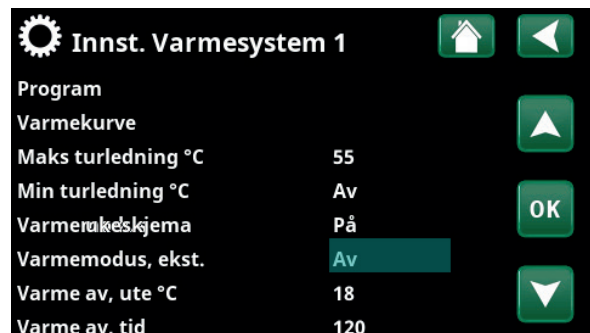 Innst. Varmesystem 1
Program
Varmekurve
Maks turledning °C 55
Min turledning °C Av
På
Varmemodus, ekst. Av
OK
Varme av, ute °C 18
Varme av, tid 120